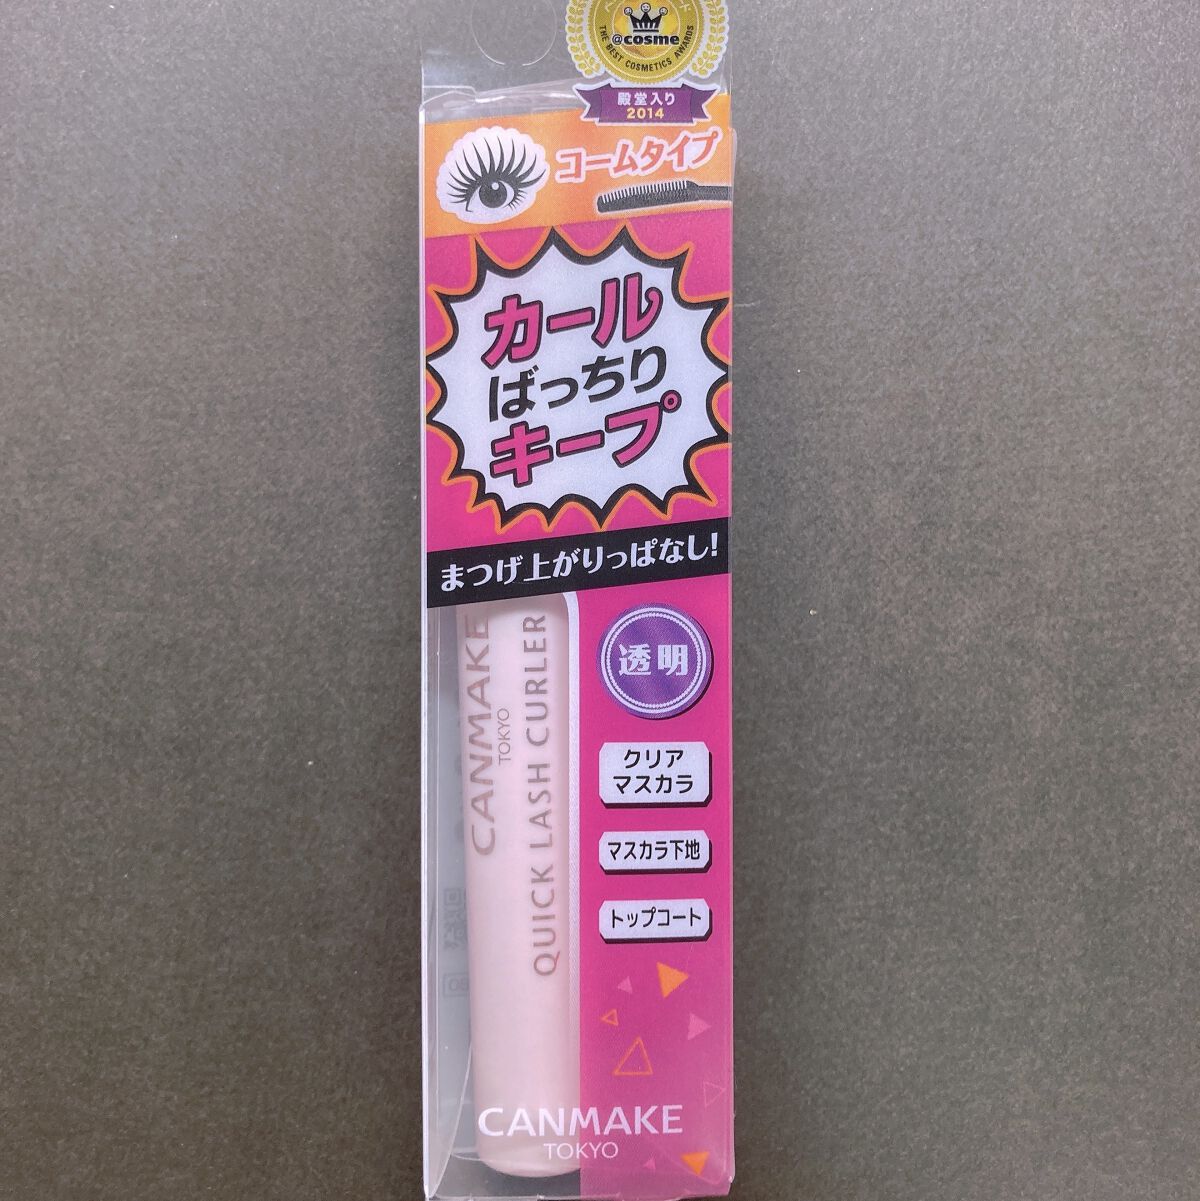 @cosme
THE BEST COSMETICS AWARDS
殿堂入り
2014
コームタイプ
カール
ばっちり
キープ
まつげ上がりっぱなし!
CANMAKE
TOKYO
QUICK LASH CURLER
透明
クリア
マスカラ
マスカラ下地
トップコート
CANMAKE
TOKYO